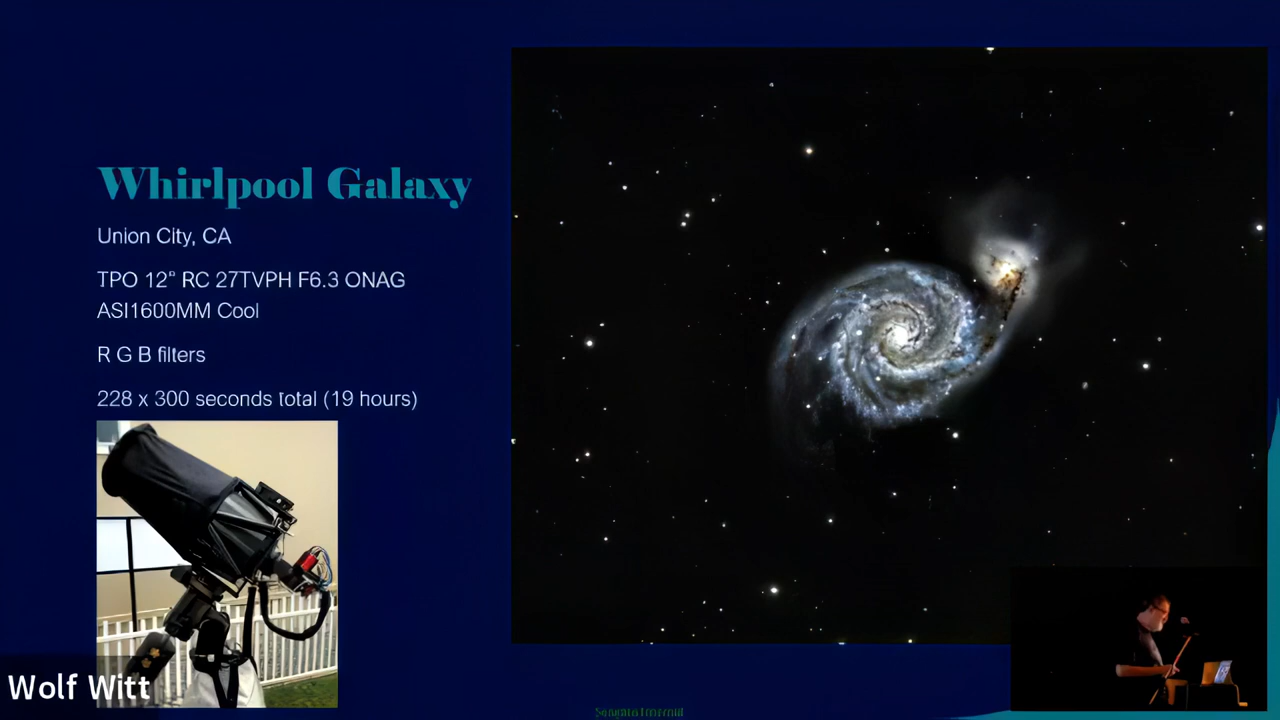 Whirlpool Galaxy
Union City, CA
TPO 12" RC 27TVPH F6.3 ONAG
ASI1600MM Cool
R G B filters
228 x 300 seconds total (19 hours)
Wolf Witt